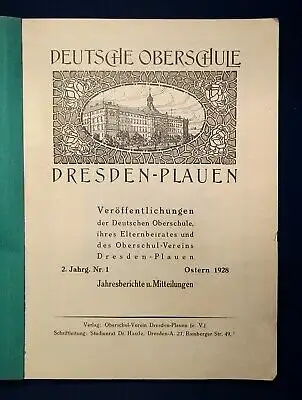 DEUTSCHE OBERSCHULE
DRESDEN-PLAUEN
Veröffentlichungen
der Deutschen Oberschule,
ihres Elternbeirates und
des Oberschul-Vereins
Dresden-Plauen
2. Jahrg. Nr. 1 Ostern 1928
Jahresberichte u. Mitteilungen
Verlag: Oberschul-Verein Dresden-Plauen (e. V.)
Schriftleitung: Studienrat Dr. Dresden-A. 27, Bamberger Str. 49,